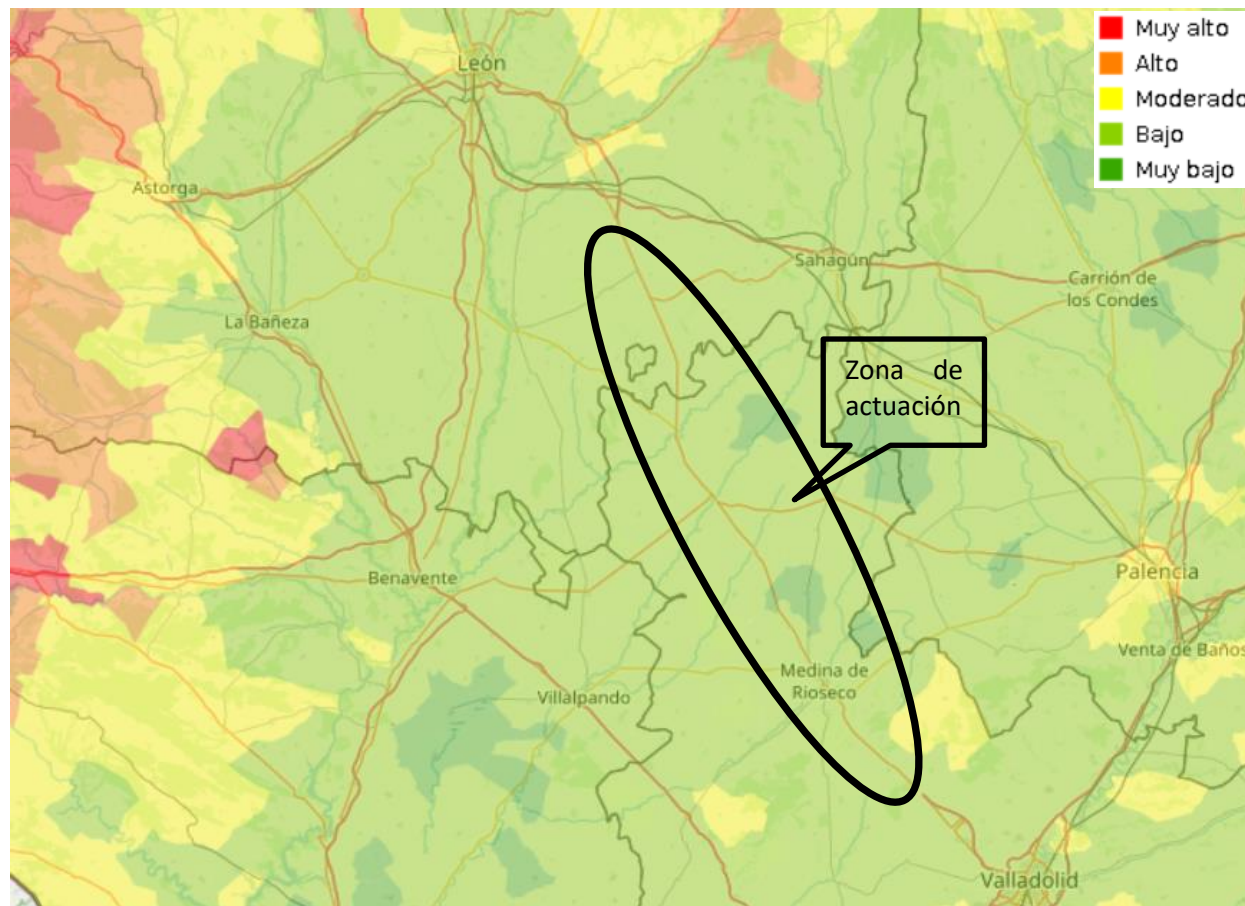 Muy alto
Alto
Moderado
Bajo
Muy bajo
León
Astorga
Sahagún
Carrión de
los Condes
La Bañeza
Zona de
actuación
Benavente
Palencia
Venta de Baños
Medina de
Rioseco
Villalpando
Valladolid